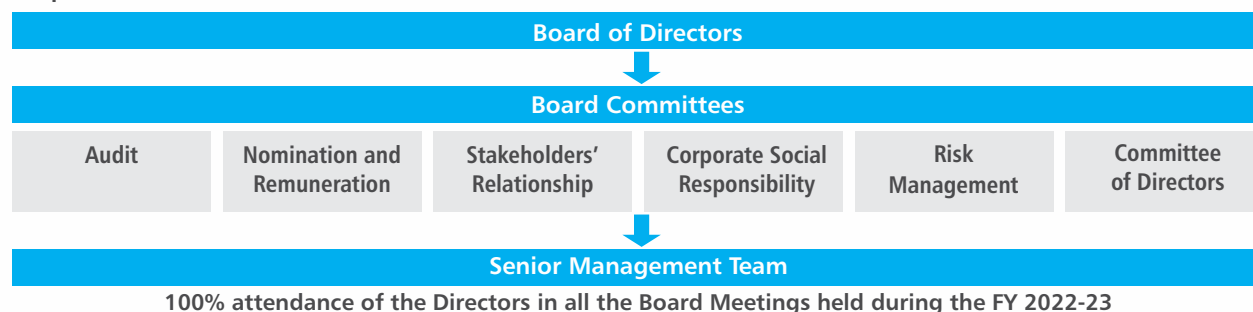 Board of Directors
Board Committees
Audit
Nomination and
Remuneration
Stakeholders’
Relationship
Corporate Social
Responsibility
Risk
Management
Committee
of Directors
Senior Management Team
100% attendance of the Directors in all the Board Meetings held during the FY 2022-23